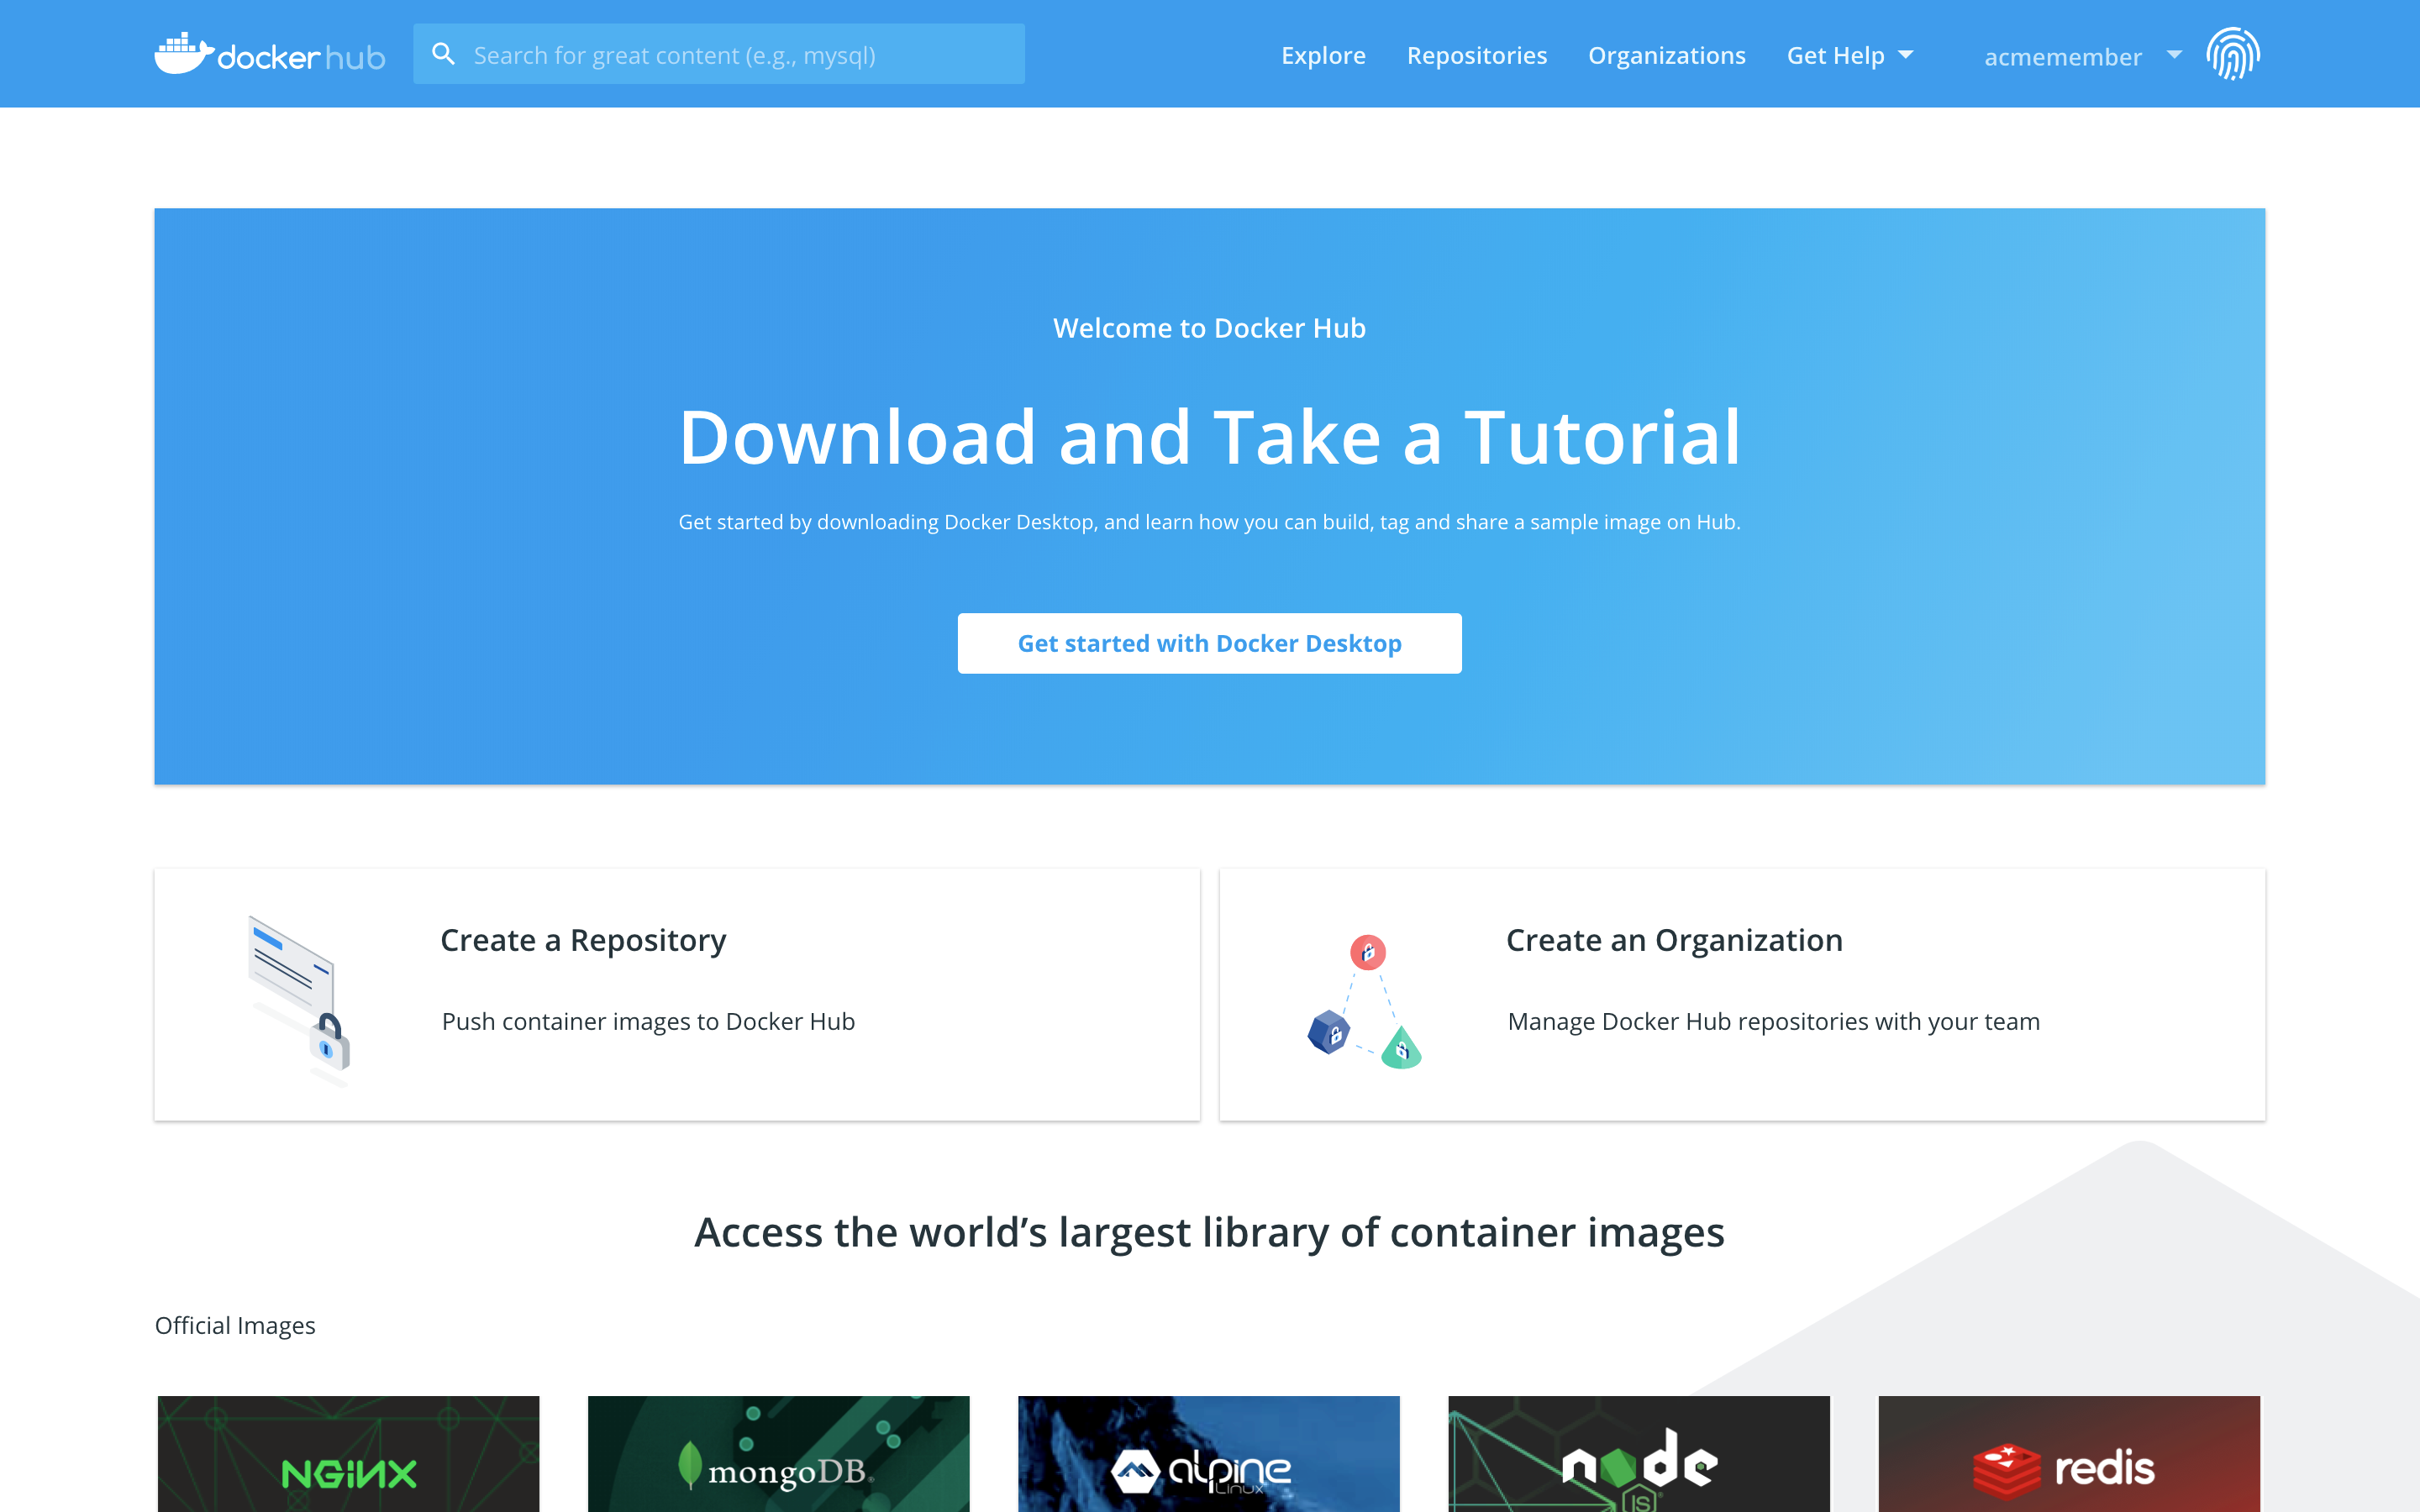 docker hub
Search for great content (e.g., mysql)
Explore
Repositories
Organizations
Get Help
acmemember
Welcome to Docker Hub
Download and Take a Tutorial
Get started by downloading Docker Desktop, and learn how you can build, tag and share a sample image on Hub.
Get started with Docker Desktop
Create a Repository
Push container images to Docker Hub
Create an Organization
Manage Docker Hub repositories with your team
Access the world’s largest library of container images
Official Images
NGiNX
mongoDB®
alpine
Linux
node
JS®
redis